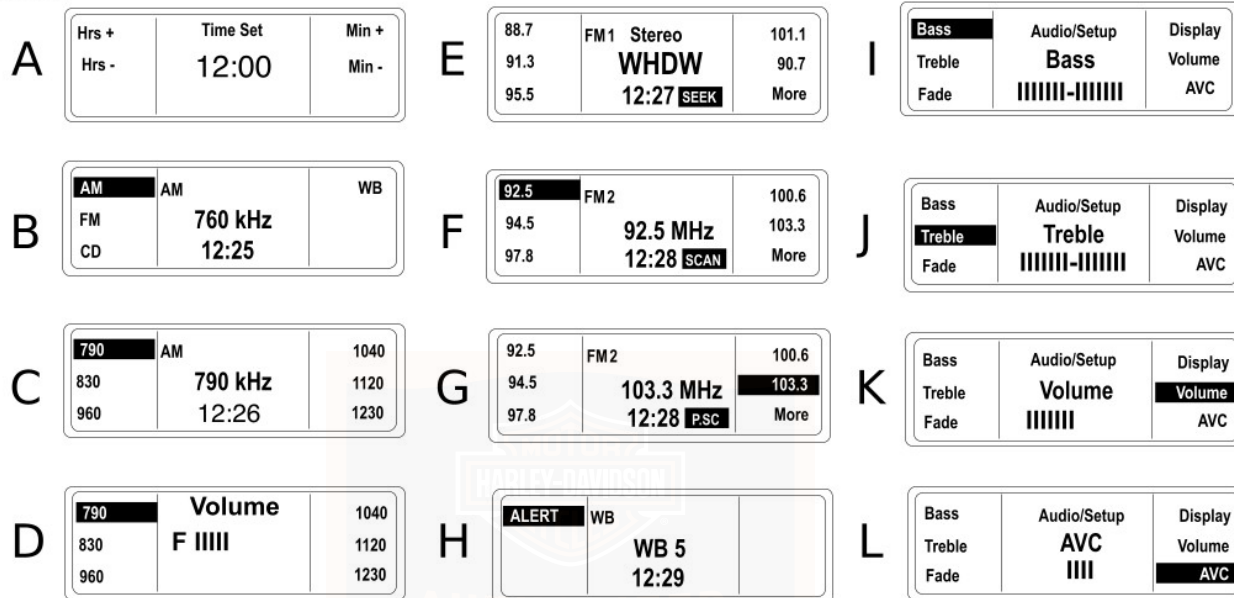 A
Hrs + Time Set Min +
Hrs - 12:00 Min -
B
AM AM WB
FM 760 kHz
CD 12:25
C
790 AM 1040
830 790 kHz 1120
960 12:26 1230
D
790 Volume 1040
830 F IIIII 1120
960 1230
E
88.7 FM1 Stereo 101.1
91.3 WHDW 90.7
95.5 12:27 SEEK More
F
92.5 FM2 100.6
94.5 92.5 MHz 103.3
97.8 12:28 SCAN More
G
92.5 FM2 100.6
94.5 103.3 MHz 103.3
97.8 12:28 P.SC More
H
ALERT WB
WB 5
12:29
I
Bass Audio/Setup Display
Treble Bass Volume
Fade IIIIIII-IIIIIII AVC
J
Bass Audio/Setup Display
Treble Treble Volume
Fade IIIIIII-IIIIIII AVC
K
Bass Audio/Setup Display
Treble Volume Volume
Fade IIIIIII AVC
L
Bass Audio/Setup Display
Treble AVC Volume
Fade IIII AVC
MOTOR
HARLEY-DAVIDSON